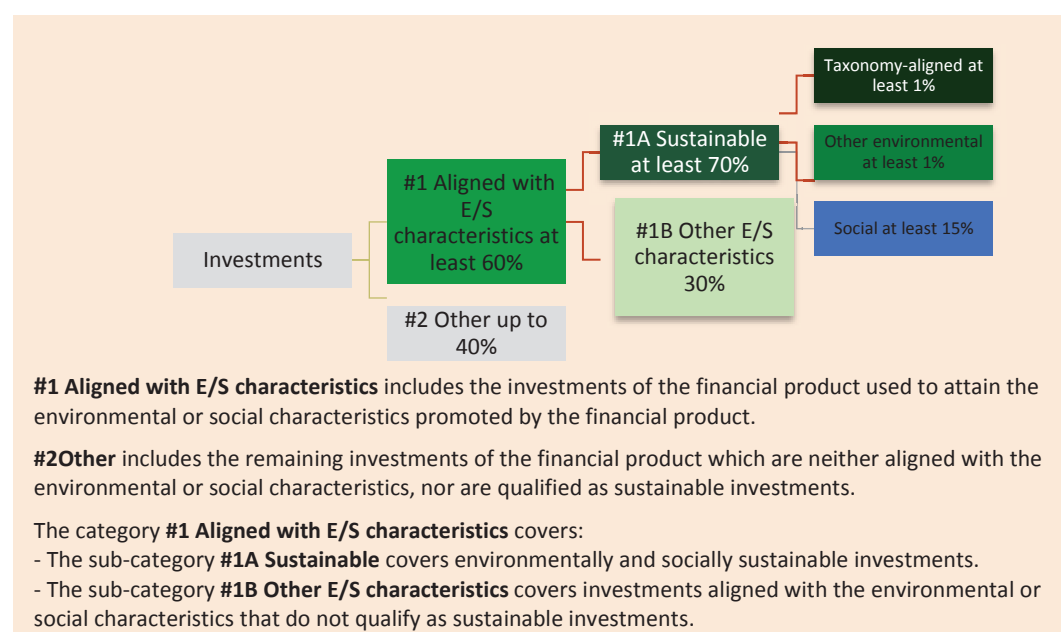 Taxonomy-aligned at
least 1%
#1A Sustainable
at least 70%
Other environmental
at least 1%
#1 Aligned with
E/S
characteristics at
least 60%
#1B Other E/S
characteristics
30%
Social at least 15%
Investments
#2 Other up to
40%
#1 Aligned with E/S characteristics includes the investments of the financial product used to attain the
environmental or social characteristics promoted by the financial product.
#2Other includes the remaining investments of the financial product which are neither aligned with the
environmental or social characteristics, nor are qualified as sustainable investments.
The category #1 Aligned with E/S characteristics covers:
- The sub-category #1A Sustainable covers environmentally and socially sustainable investments.
- The sub-category #1B Other E/S characteristics covers investments aligned with the environmental or
social characteristics that do not qualify as sustainable investments.